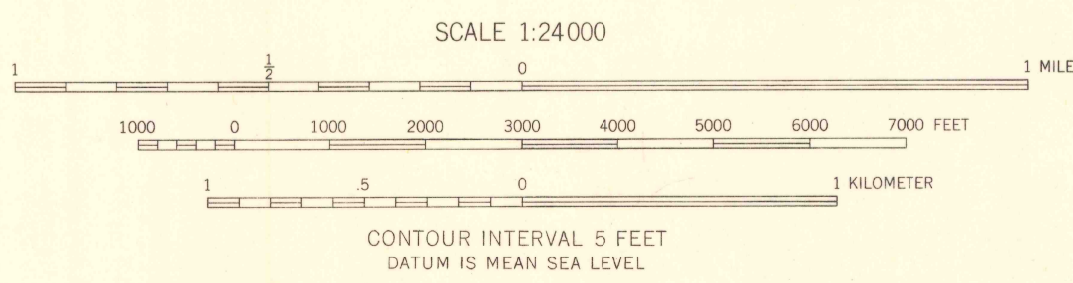 SCALE 1:24000
1 1/2 0 1 MILE
1000 0 1000 2000 3000 4000 5000 6000 7000 FEET
1 .5 0 1 KILOMETER
CONTOUR INTERVAL 5 FEET
DATUM IS MEAN SEA LEVEL